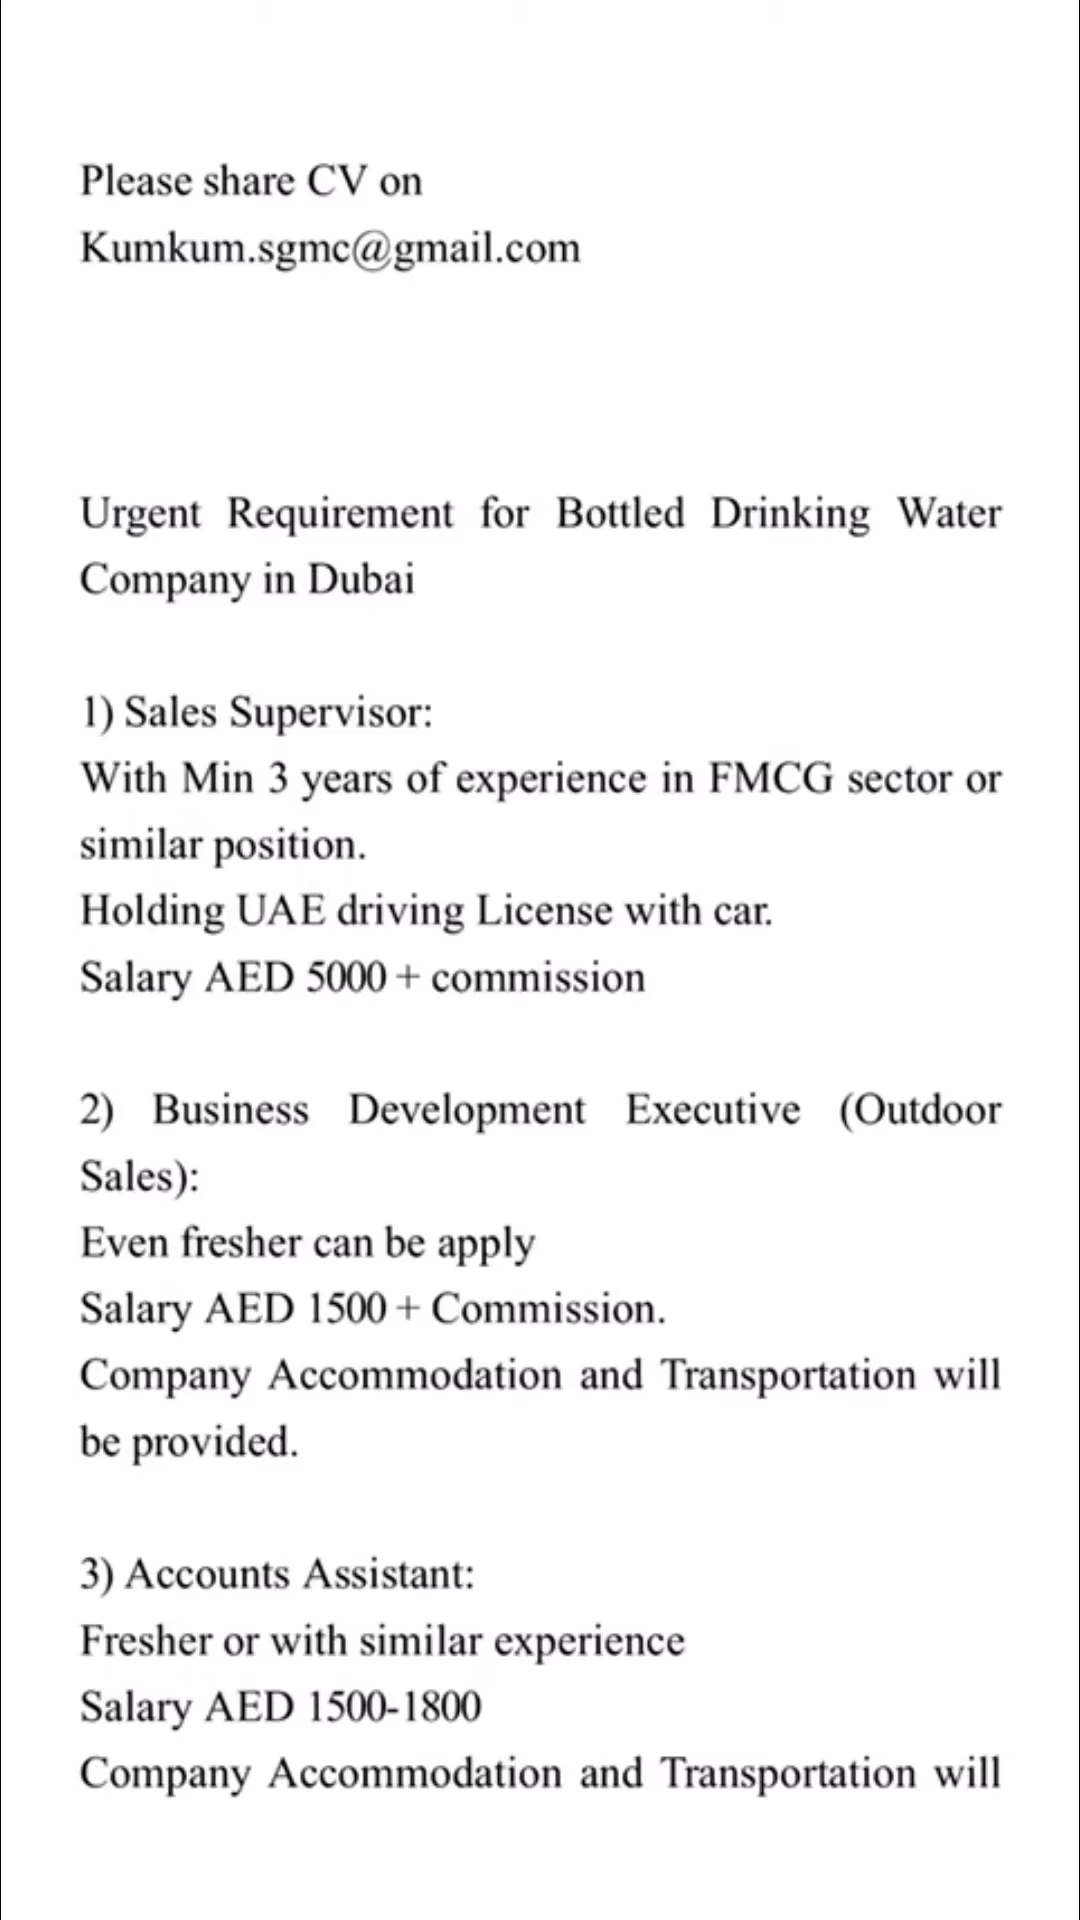 Please share CV on
Kumkum.sgmc@gmail.com
Urgent Requirement for Bottled Drinking Water
Company in Dubai
1) Sales Supervisor:
With Min 3 years of experience in FMCG sector or
similar position.
Holding UAE driving License with car.
Salary AED 5000 + commission
2) Business Development Executive (Outdoor
Sales):
Even fresher can be apply
Salary AED 1500 + Commission.
Company Accommodation and Transportation will
be provided.
3) Accounts Assistant:
Fresher or with similar experience
Salary AED 1500-1800
Company Accommodation and Transportation will